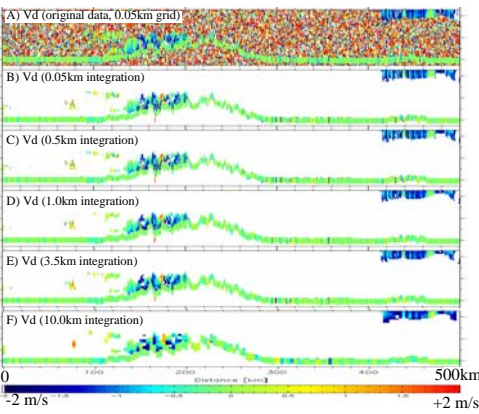 A) Vd (original data, 0.05km grid)
B) Vd (0.05km integration)
C) Vd (0.5km integration)
D) Vd (1.0km integration)
E) Vd (3.5km integration)
F) Vd (10.0km integration)
0 500km
100 200 300 400
Distance [km]
-2 m/s +2 m/s